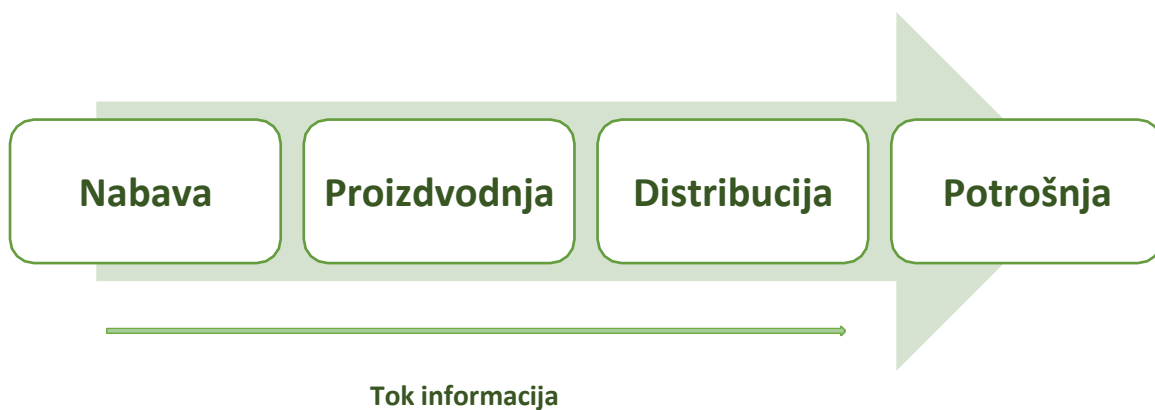 Nabava
Proizdvodnja
Distribucija
Potrošnja
Tok informacija